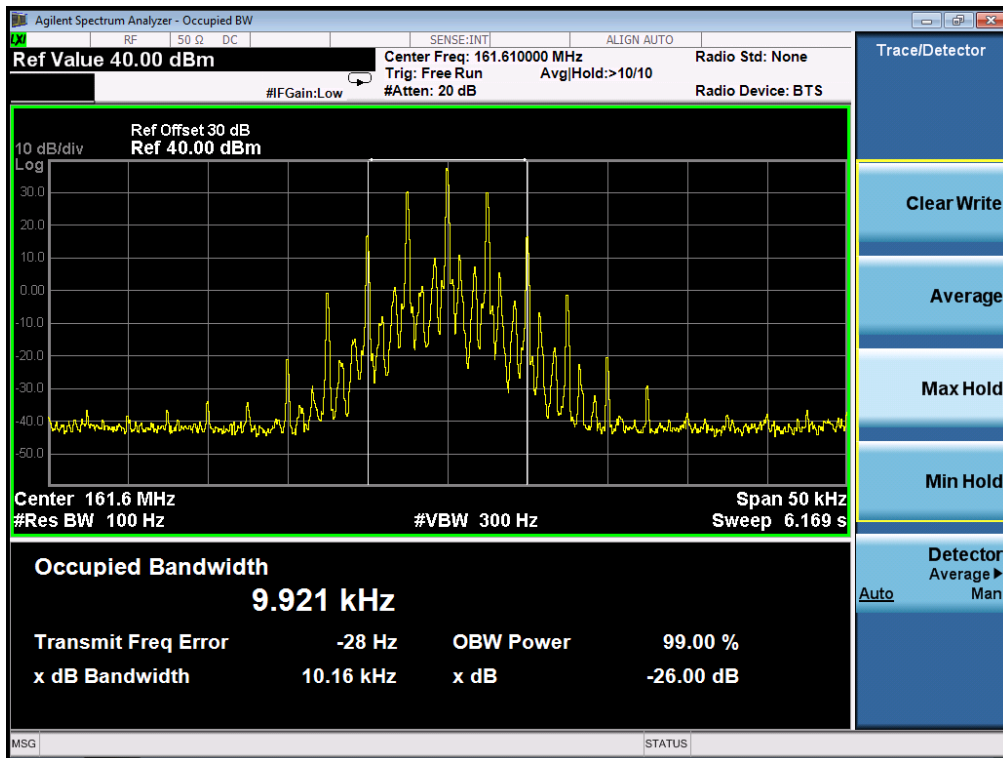 Agilent Spectrum Analyzer - Occupied BW
LXI RF 50 Ω DC SENSE:INT ALIGN AUTO
Ref Value 40.00 dBm
Center Freq: 161.610000 MHz Radio Std: None
Trig: Free Run Avg|Hold:>10/10
#IFGain:Low #Atten: 20 dB Radio Device: BTS
Ref Offset 30 dB
10 dB/div Ref 40.00 dBm
Log
30.0
20.0
10.0
0.00
-10.0
-20.0
-30.0
-40.0
-50.0
Center 161.6 MHz Span 50 kHz
#Res BW 100 Hz #VBW 300 Hz Sweep 6.169 s
Occupied Bandwidth
9.921 kHz
Transmit Freq Error -28 Hz OBW Power 99.00 %
x dB Bandwidth 10.16 kHz x dB -26.00 dB
MSG STATUS
Trace/Detector
Clear Write
Average
Max Hold
Min Hold
Detector
Average▶
Auto Man